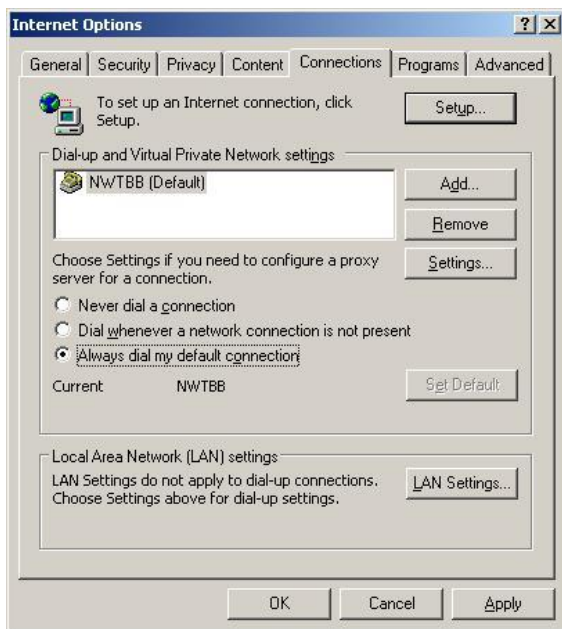 Internet Options
General Security Privacy Content Connections Programs Advanced
To set up an Internet connection, click
Setup.
Setup...
Dial-up and Virtual Private Network settings
NWTBB (Default)
Add...
Remove
Choose Settings if you need to configure a proxy
server for a connection.
Settings...
Never dial a connection
Dial whenever a network connection is not present
Always dial my default connection
Current NWTBB
Set Default
Local Area Network (LAN) settings
LAN Settings do not apply to dial-up connections.
Choose Settings above for dial-up settings.
LAN Settings...
OK Cancel Apply